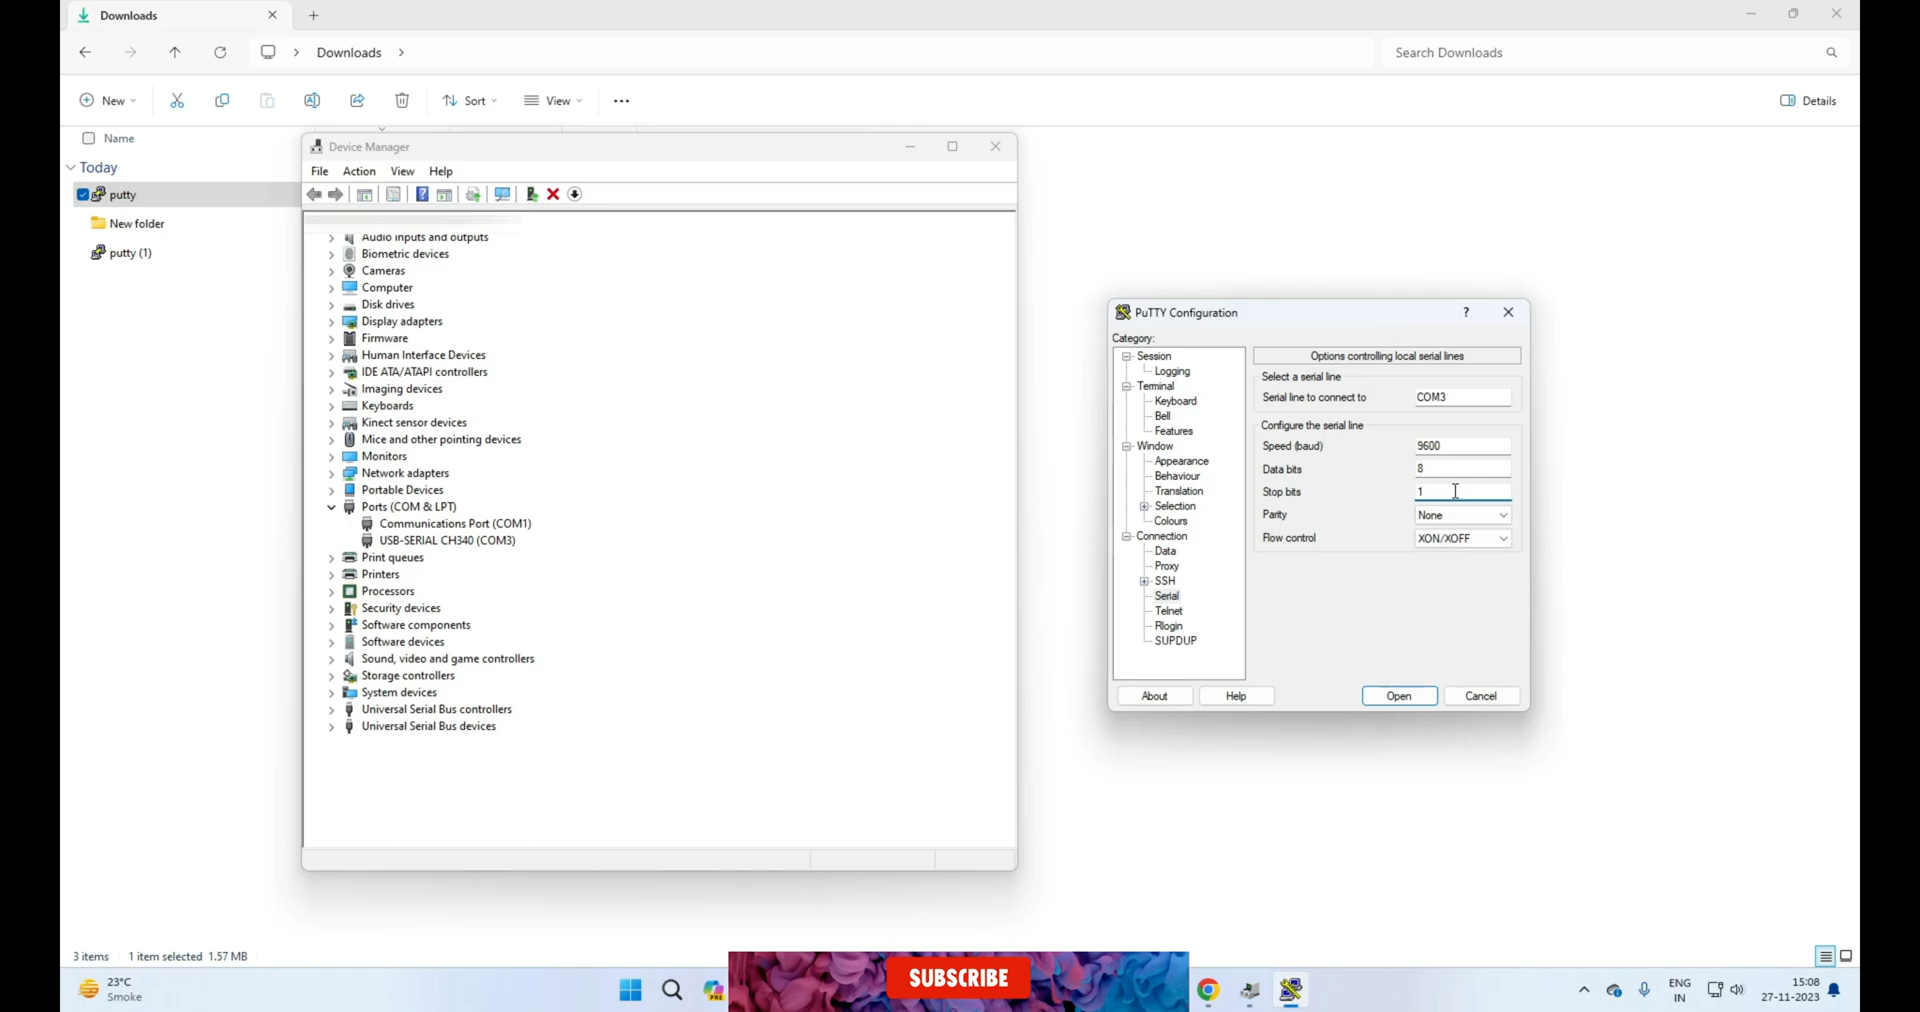 Downloads
Downloads
Search Downloads
New
Sort
View
Details
Name
Today
putty
New folder
putty (1)
Device Manager
File Action View Help
Audio inputs and outputs
Biometric devices
Cameras
Computer
Disk drives
Display adapters
Firmware
Human Interface Devices
IDE ATA/ATAPI controllers
Imaging devices
Keyboards
Kinect sensor devices
Mice and other pointing devices
Monitors
Network adapters
Portable Devices
Ports (COM & LPT)
Communications Port (COM1)
USB-SERIAL CH340 (COM3)
Print queues
Printers
Processors
Security devices
Software components
Software devices
Sound, video and game controllers
Storage controllers
System devices
Universal Serial Bus controllers
Universal Serial Bus devices
PuTTY Configuration
?
Category:
Session
Logging
Terminal
Keyboard
Bell
Features
Window
Appearance
Behaviour
Translation
Selection
Colours
Connection
Data
Proxy
SSH
Serial
Telnet
Rlogin
SUPDUP
Options controlling local serial lines
Select a serial line
Serial line to connect to COM3
Configure the serial line
Speed (baud) 9600
Data bits 8
Stop bits 1
Parity None
Flow control XON/XOFF
About Help Open Cancel
3 items 1 item selected 1.57 MB
23°C
Smoke
PRE
SUBSCRIBE
ENG
IN
15:08
27-11-2023